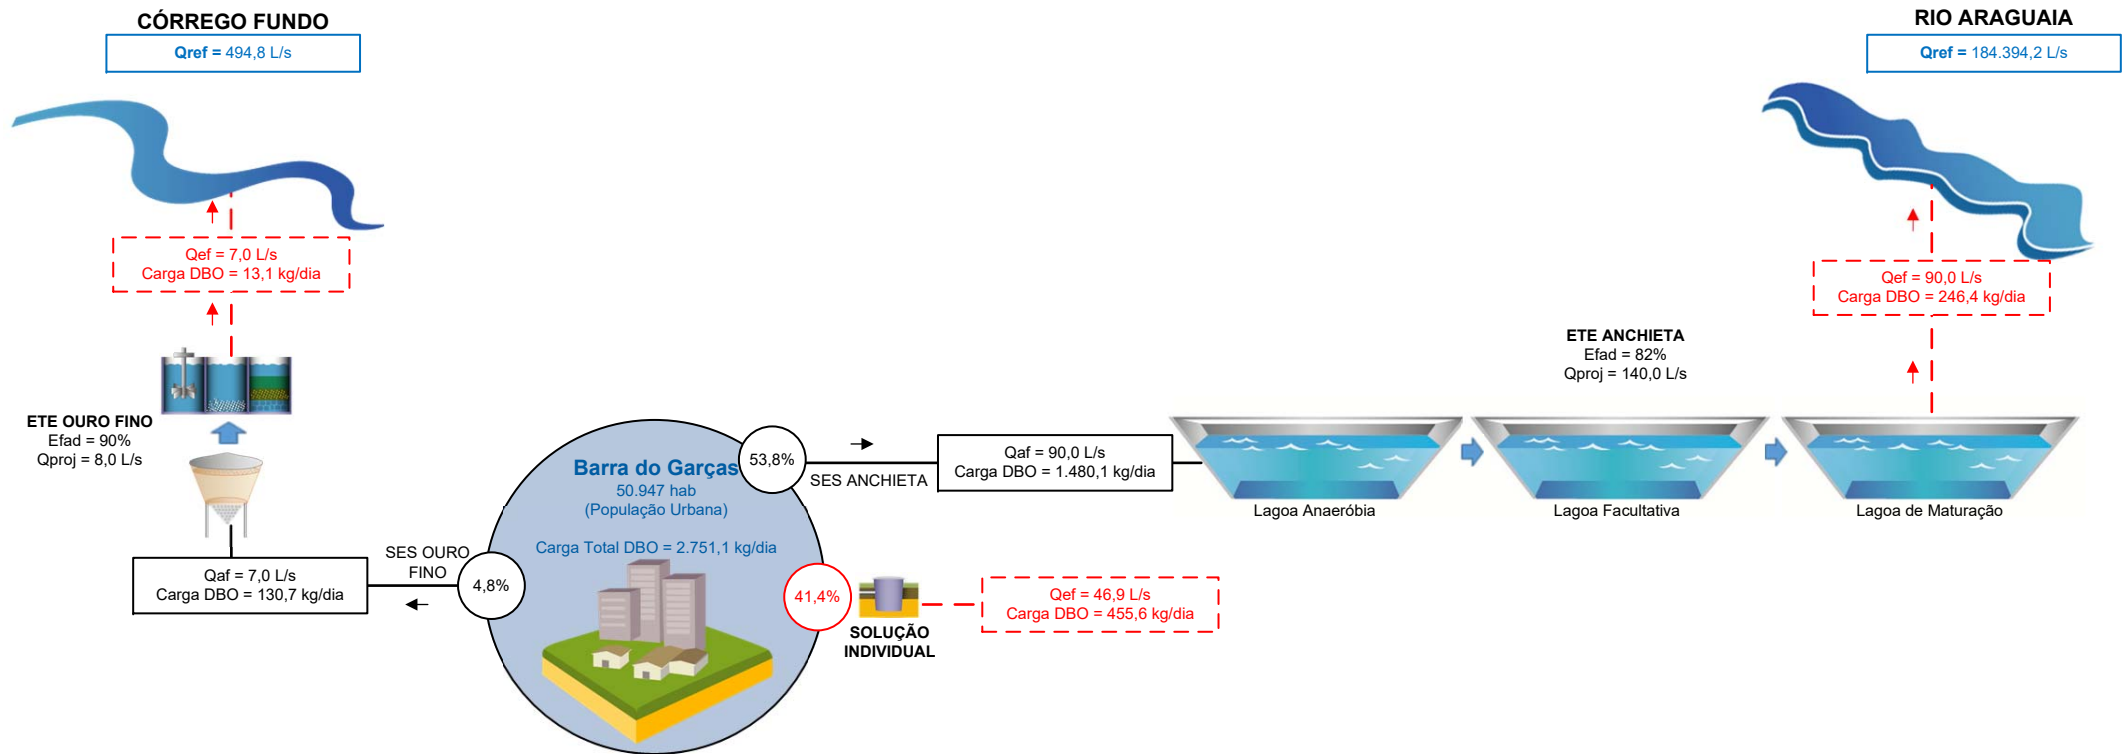 CÓRREGO FUNDO
Qref = 494,8 L/s
RIO ARAGUAIA
Qref = 184.394,2 L/s
Qef = 7,0 L/s
Carga DBO = 13,1 kg/dia
Qef = 90,0 L/s
Carga DBO = 246,4 kg/dia
ETE OURO FINO
Efad = 90%
Qproj = 8,0 L/s
ETE ANCHIETA
Efad = 82%
Qproj = 140,0 L/s
Barra do Garças
50.947 hab
(População Urbana)
Carga Total DBO = 2.751,1 kg/dia
53,8%
SES ANCHIETA
Qaf = 90,0 L/s
Carga DBO = 1.480,1 kg/dia
Lagoa Anaeróbia
Lagoa Facultativa
Lagoa de Maturação
Qaf = 7,0 L/s
Carga DBO = 130,7 kg/dia
SES OURO
FINO
4,8%
41,4%
SOLUÇÃO
INDIVIDUAL
Qef = 46,9 L/s
Carga DBO = 455,6 kg/dia